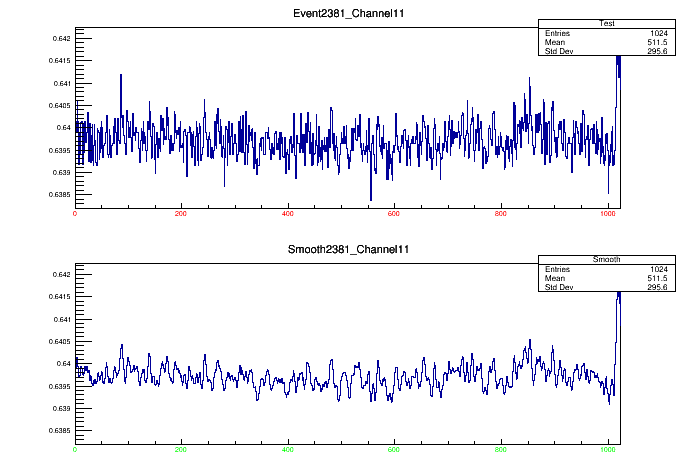 Event2381_Channel11
Test
Entries 1024
Mean 511.5
Std Dev 295.6
0.642
0.6415
0.641
0.6405
0.64
0.6395
0.639
0.6385
0 200 400 600 800 1000
Smooth2381_Channel11
Smooth
Entries 1024
Mean 511.5
Std Dev 295.6
0.642
0.6415
0.641
0.6405
0.64
0.6395
0.639
0.6385
0 200 400 600 800 1000